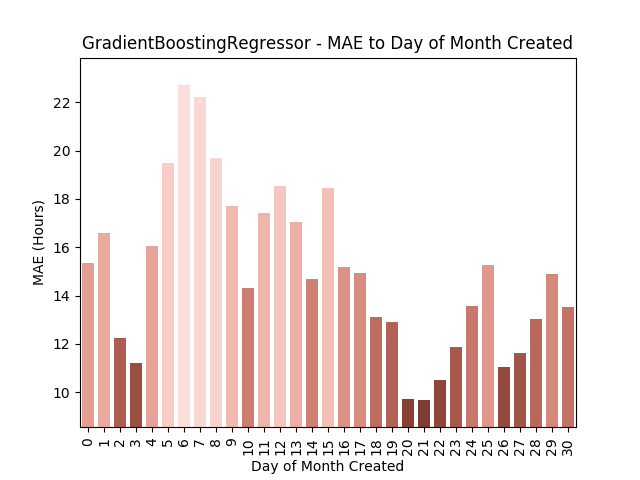 GradientBoostingRegressor - MAE to Day of Month Created
MAE (Hours)
22
20
18
16
14
12
10
0 1 2 3 4 5 6 7 8 9 10 11 12 13 14 15 16 17 18 19 20 21 22 23 24 25 26 27 28 29 30
Day of Month Created